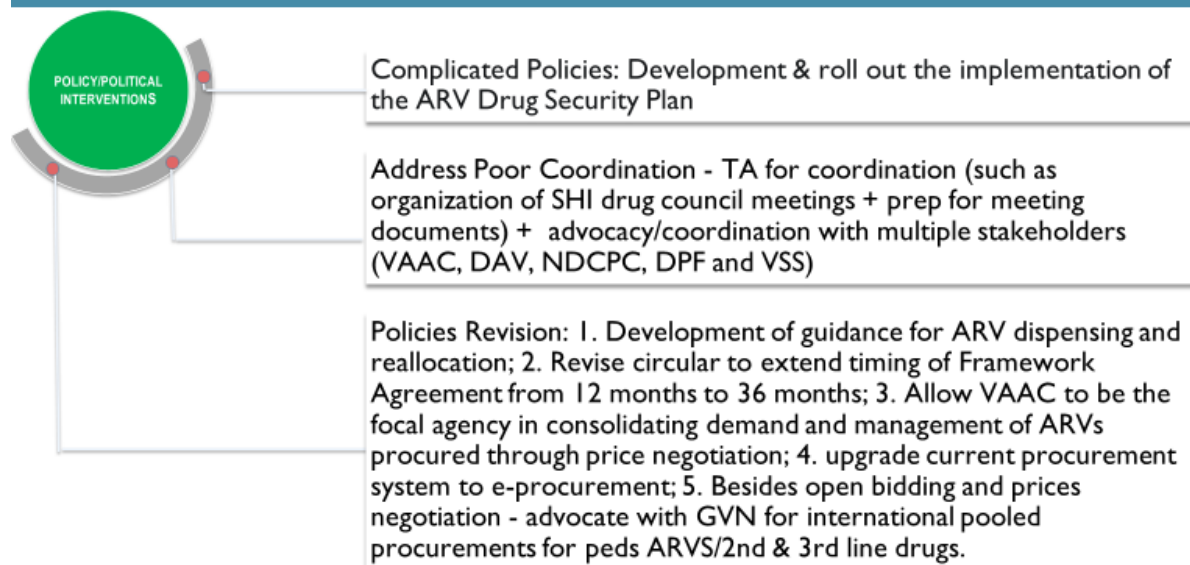 POLICY/POLITICAL
INTERVENTIONS
Complicated Policies: Development & roll out the implementation of
the ARV Drug Security Plan
Address Poor Coordination - TA for coordination (such as
organization of SHI drug council meetings + prep for meeting
documents) + advocacy/coordination with multiple stakeholders
(VAAC, DAV, NDCPC, DPF and VSS)
Policies Revision: 1. Development of guidance for ARV dispensing and
reallocation; 2. Revise circular to extend timing of Framework
Agreement from 12 months to 36 months; 3. Allow VAAC to be the
focal agency in consolidating demand and management of ARVs
procured through price negotiation; 4. upgrade current procurement
system to e-procurement; 5. Besides open bidding and prices
negotiation - advocate with GVN for international pooled
procurements for peds ARVS/2nd & 3rd line drugs.